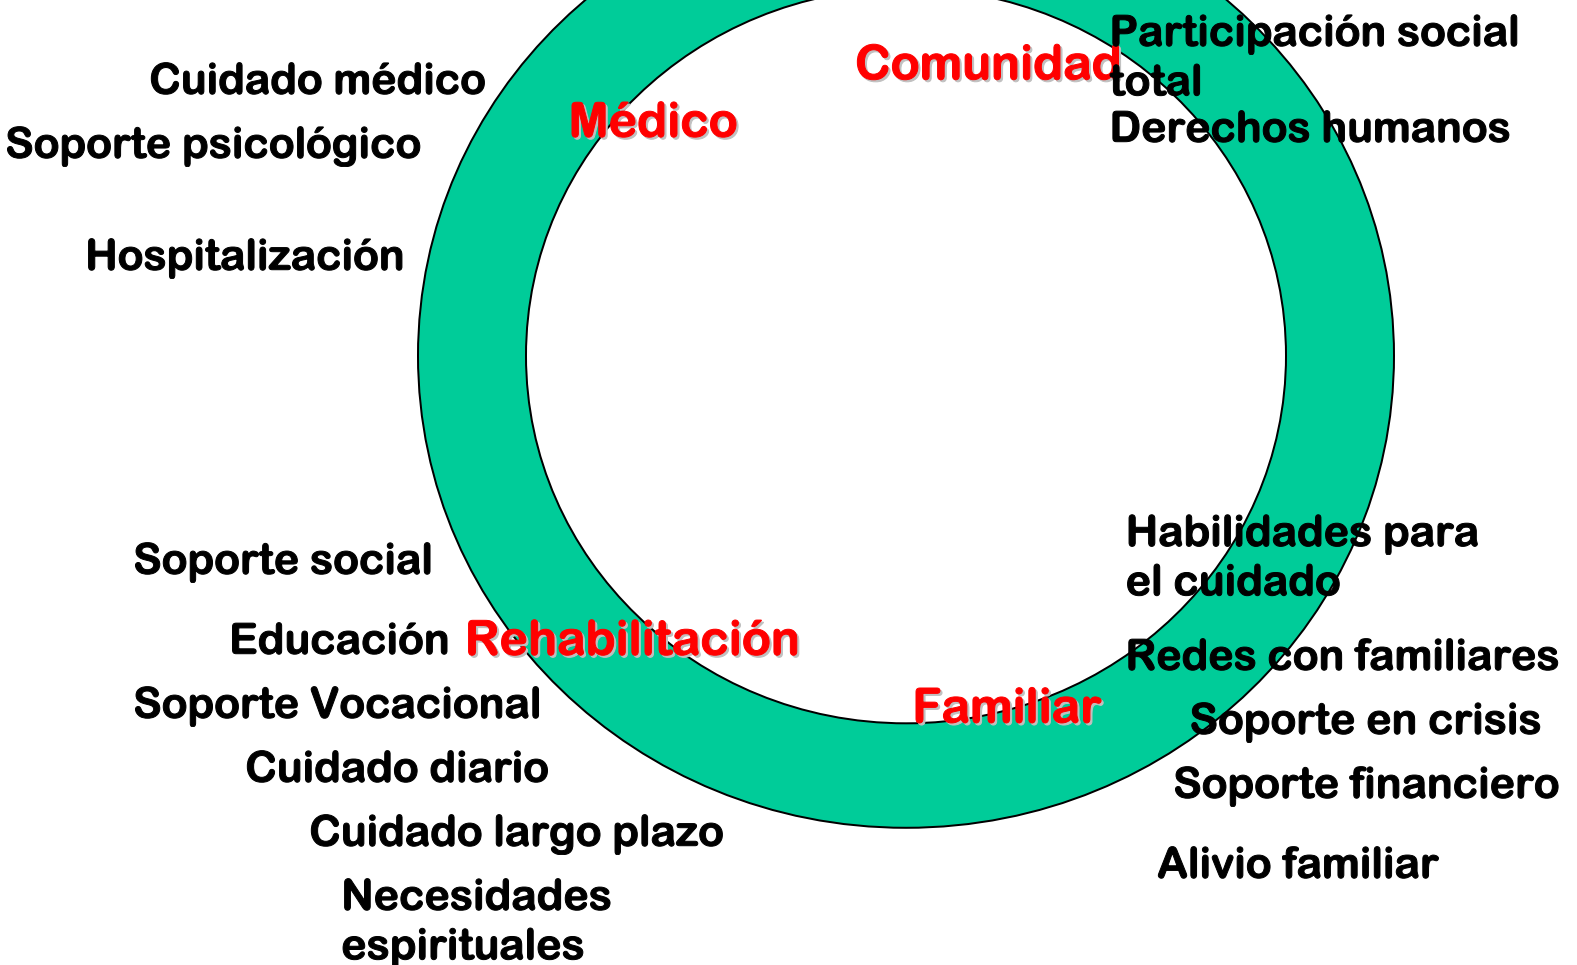 Cuidado médico
Soporte psicológico
Hospitalización
Médico
Comunidad
Participación social
total
Derechos humanos
Soporte social
Educación
Soporte Vocacional
Cuidado diario
Cuidado largo plazo
Necesidades
espirituales
Rehabilitación
Familiar
Habilidades para
el cuidado
Redes con familiares
Soporte en crisis
Soporte financiero
Alivio familiar